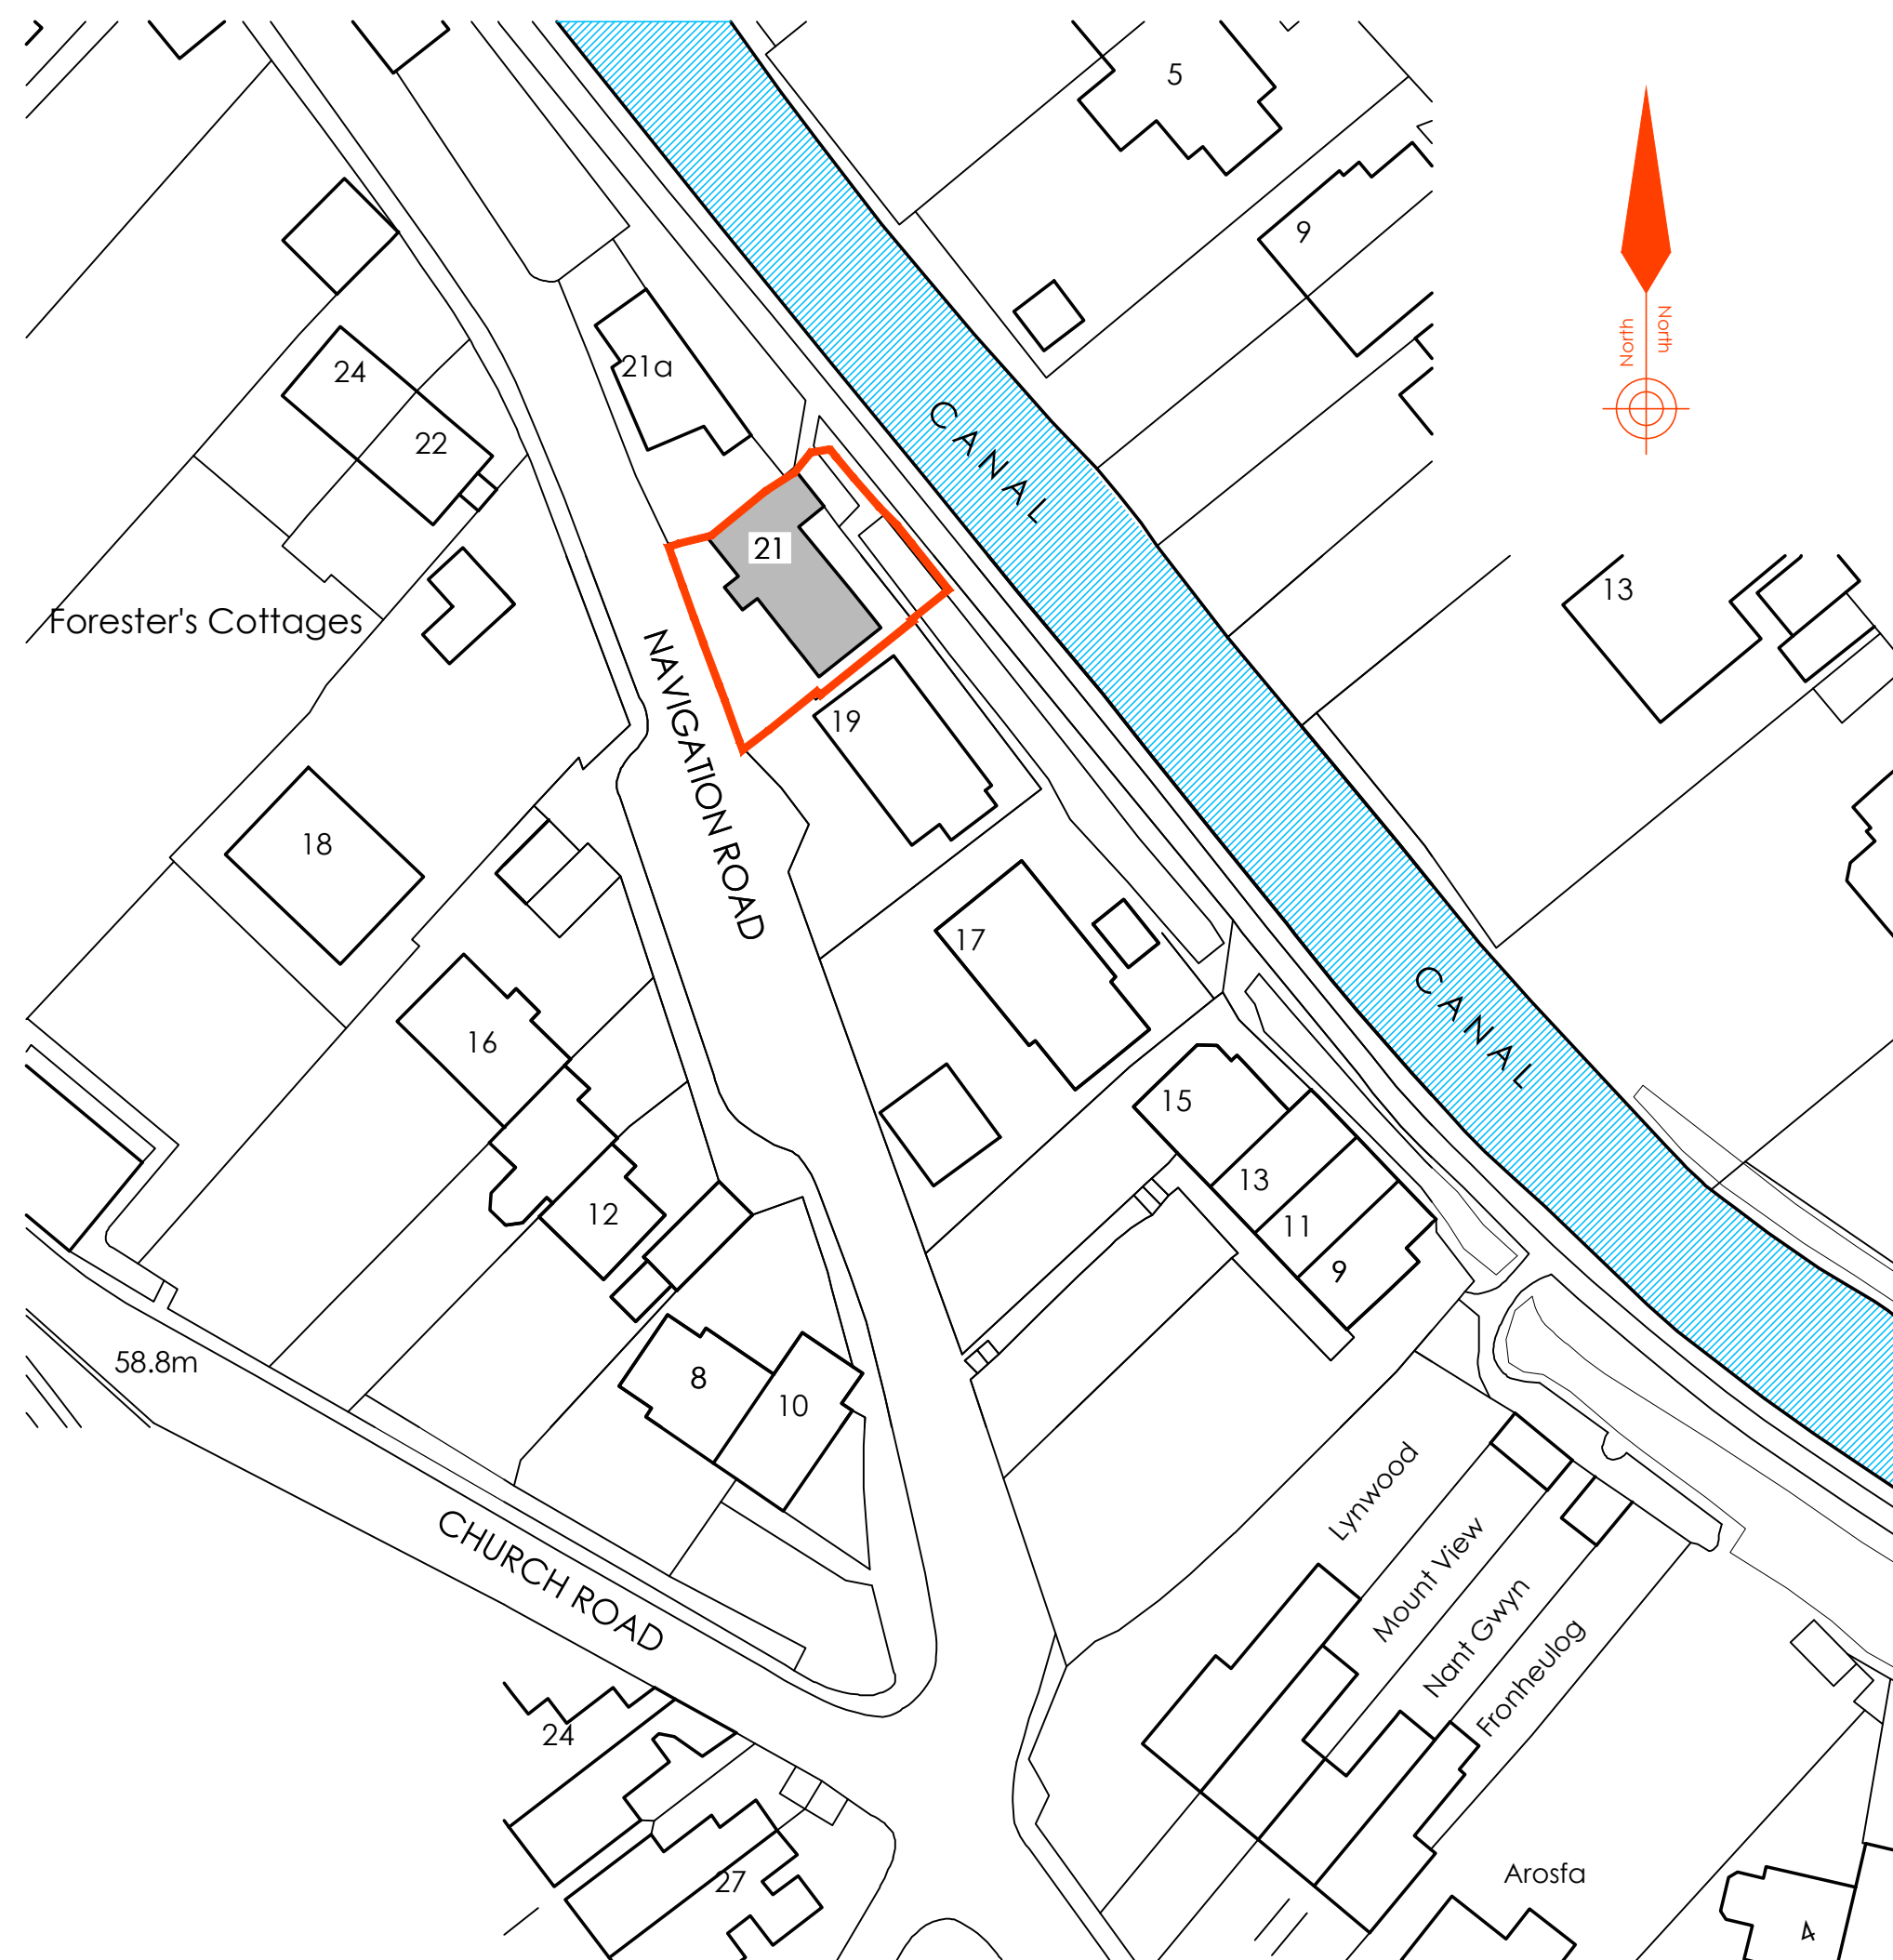 5
9
North
North
24
21a
22
CANAL
21
13
Forester's Cottages
NAVIGATION ROAD
19
18
17
CANAL
16
15
13
12
11
9
58.8m
8
10
Lynwood
CHURCH ROAD
Mount View
Nant Gwyn
Fronheulog
24
27
Arosfa
4